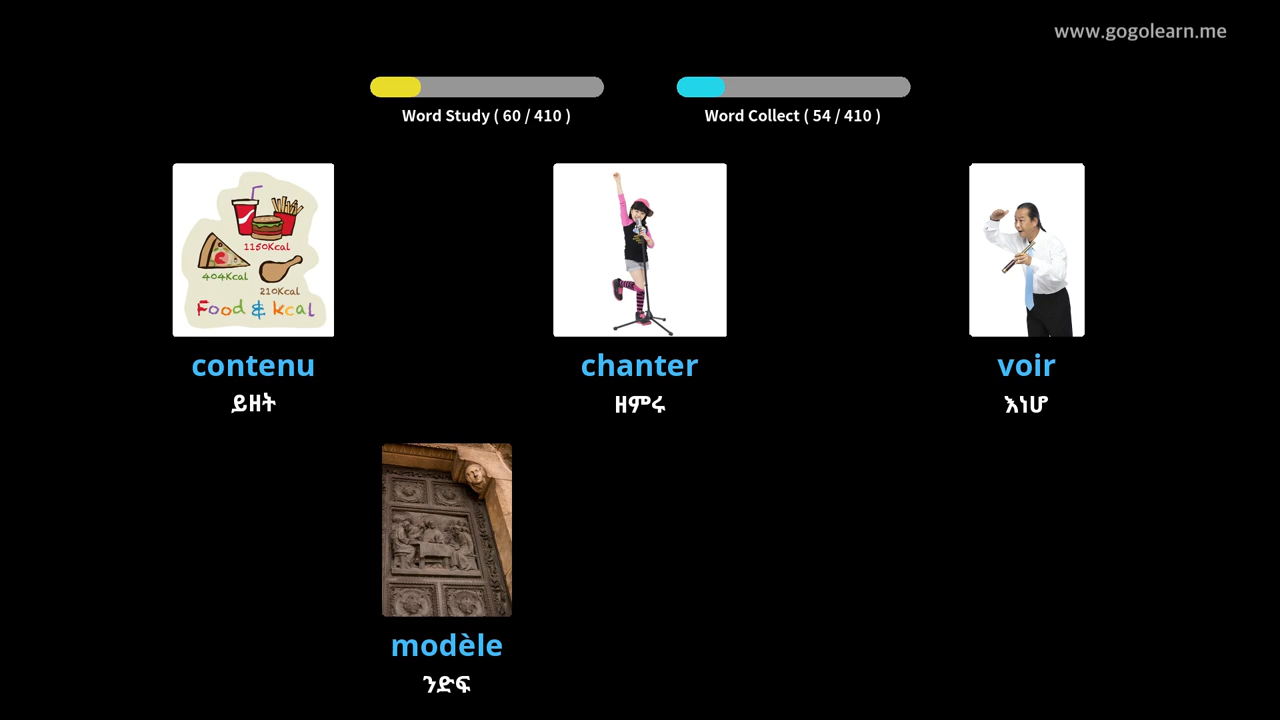 www.gogolearn.me
Word Study ( 60 / 410 )
Word Collect ( 54 / 410 )
1150Kcal
404Kcal
210Kcal
Food & kcal
contenu
ይዘት
chanter
ዘምሩ
voir
እነሆ
modèle
ንድፍ